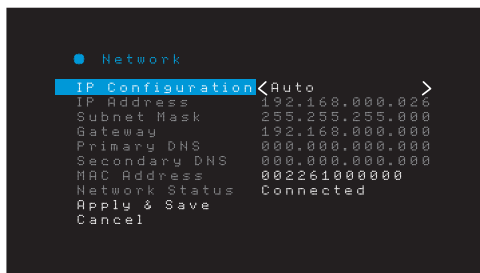 Network
IP Configuration Auto
IP Address 192.168.000.026
Subnet Mask 255.255.255.000
Gateway 192.168.000.000
Primary DNS 000.000.000.000
Secondary DNS 000.000.000.000
MAC Address 002261000000
Network Status Connected
Apply & Save
Cancel